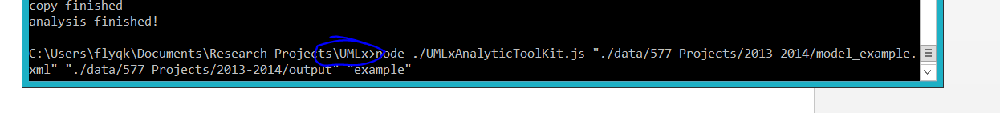 copy finished
analysis finished!
C:\Users\flyqk\Documents\Research Projects\UMLx>node ./UMLxAnalyticToolKit.js "./data/577 Projects/2013-2014/model_example.
xml" "./data/577 Projects/2013-2014/output" "example"